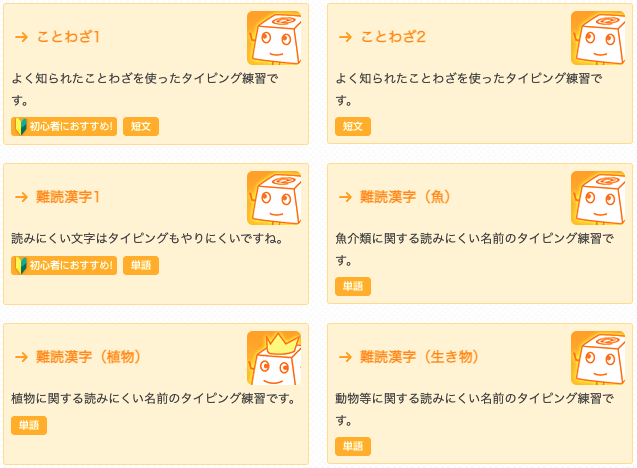 → ことわざ1
よく知られたことわざを使ったタイピング練習で
す。
初心者におすすめ! 短文
→ ことわざ2
よく知られたことわざを使ったタイピング練習で
す。
短文
→ 難読漢字1
読みにくい文字はタイピングもやりにくいですね。
初心者におすすめ! 単語
→ 難読漢字（魚）
魚介類に関する読みにくい名前のタイピング練習で
す。
単語
→ 難読漢字（植物）
植物に関する読みにくい名前のタイピング練習です。
単語
→ 難読漢字（生き物）
動物等に関する読みにくい名前のタイピング練習で
す。
単語